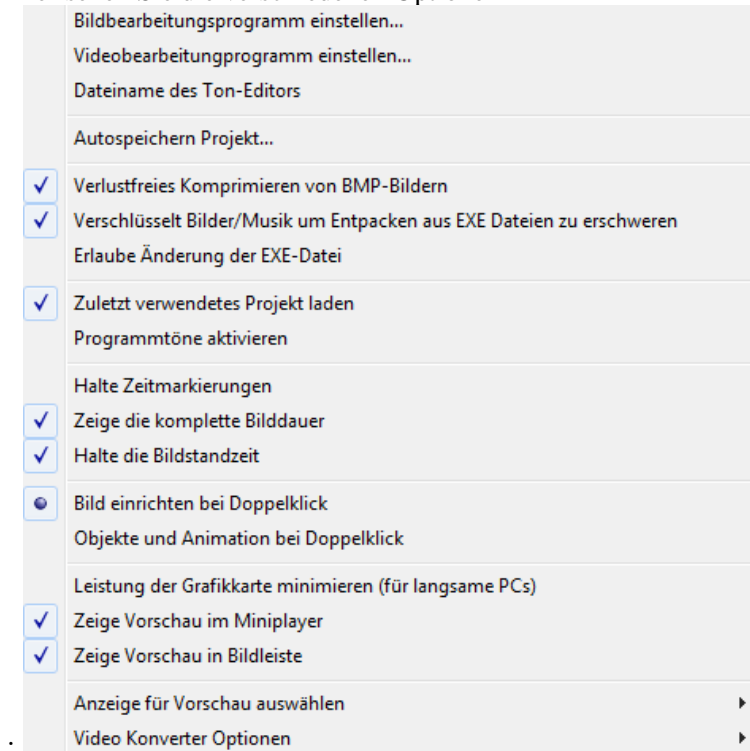 Bildbearbeitungsprogramm einstellen...
Videobearbeitungprogramm einstellen...
Dateiname des Ton-Editors
Autospeichern Projekt...
Verlustfreies Komprimieren von BMP-Bildern
Verschlüsselt Bilder/Musik um Entpacken aus EXE Dateien zu erschweren
Erlaube Änderung der EXE-Datei
Zuletzt verwendetes Projekt laden
Programmtöne aktivieren
Halte Zeitmarkierungen
Zeige die komplette Bilddauer
Halte die Bildstandzeit
Bild einrichten bei Doppelklick
Objekte und Animation bei Doppelklick
Leistung der Grafikkarte minimieren (für langsame PCs)
Zeige Vorschau im Miniplayer
Zeige Vorschau in Bildleiste
Anzeige für Vorschau auswählen
. Video Konverter Optionen